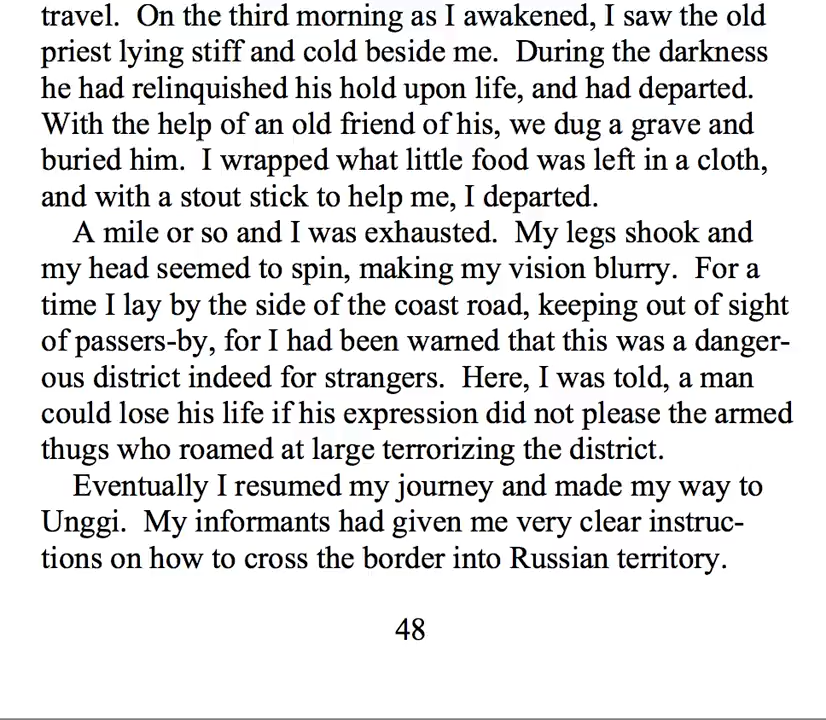 travel.  On the third morning as I awakened, I saw the old
priest lying stiff and cold beside me.  During the darkness
he had relinquished his hold upon life, and had departed.
With the help of an old friend of his, we dug a grave and
buried him.  I wrapped what little food was left in a cloth,
and with a stout stick to help me, I departed.
A mile or so and I was exhausted.  My legs shook and
my head seemed to spin, making my vision blurry.  For a
time I lay by the side of the coast road, keeping out of sight
of passers-by, for I had been warned that this was a danger-
ous district indeed for strangers.  Here, I was told, a man
could lose his life if his expression did not please the armed
thugs who roamed at large terrorizing the district.
Eventually I resumed my journey and made my way to
Unggi.  My informants had given me very clear instruc-
tions on how to cross the border into Russian territory.
48